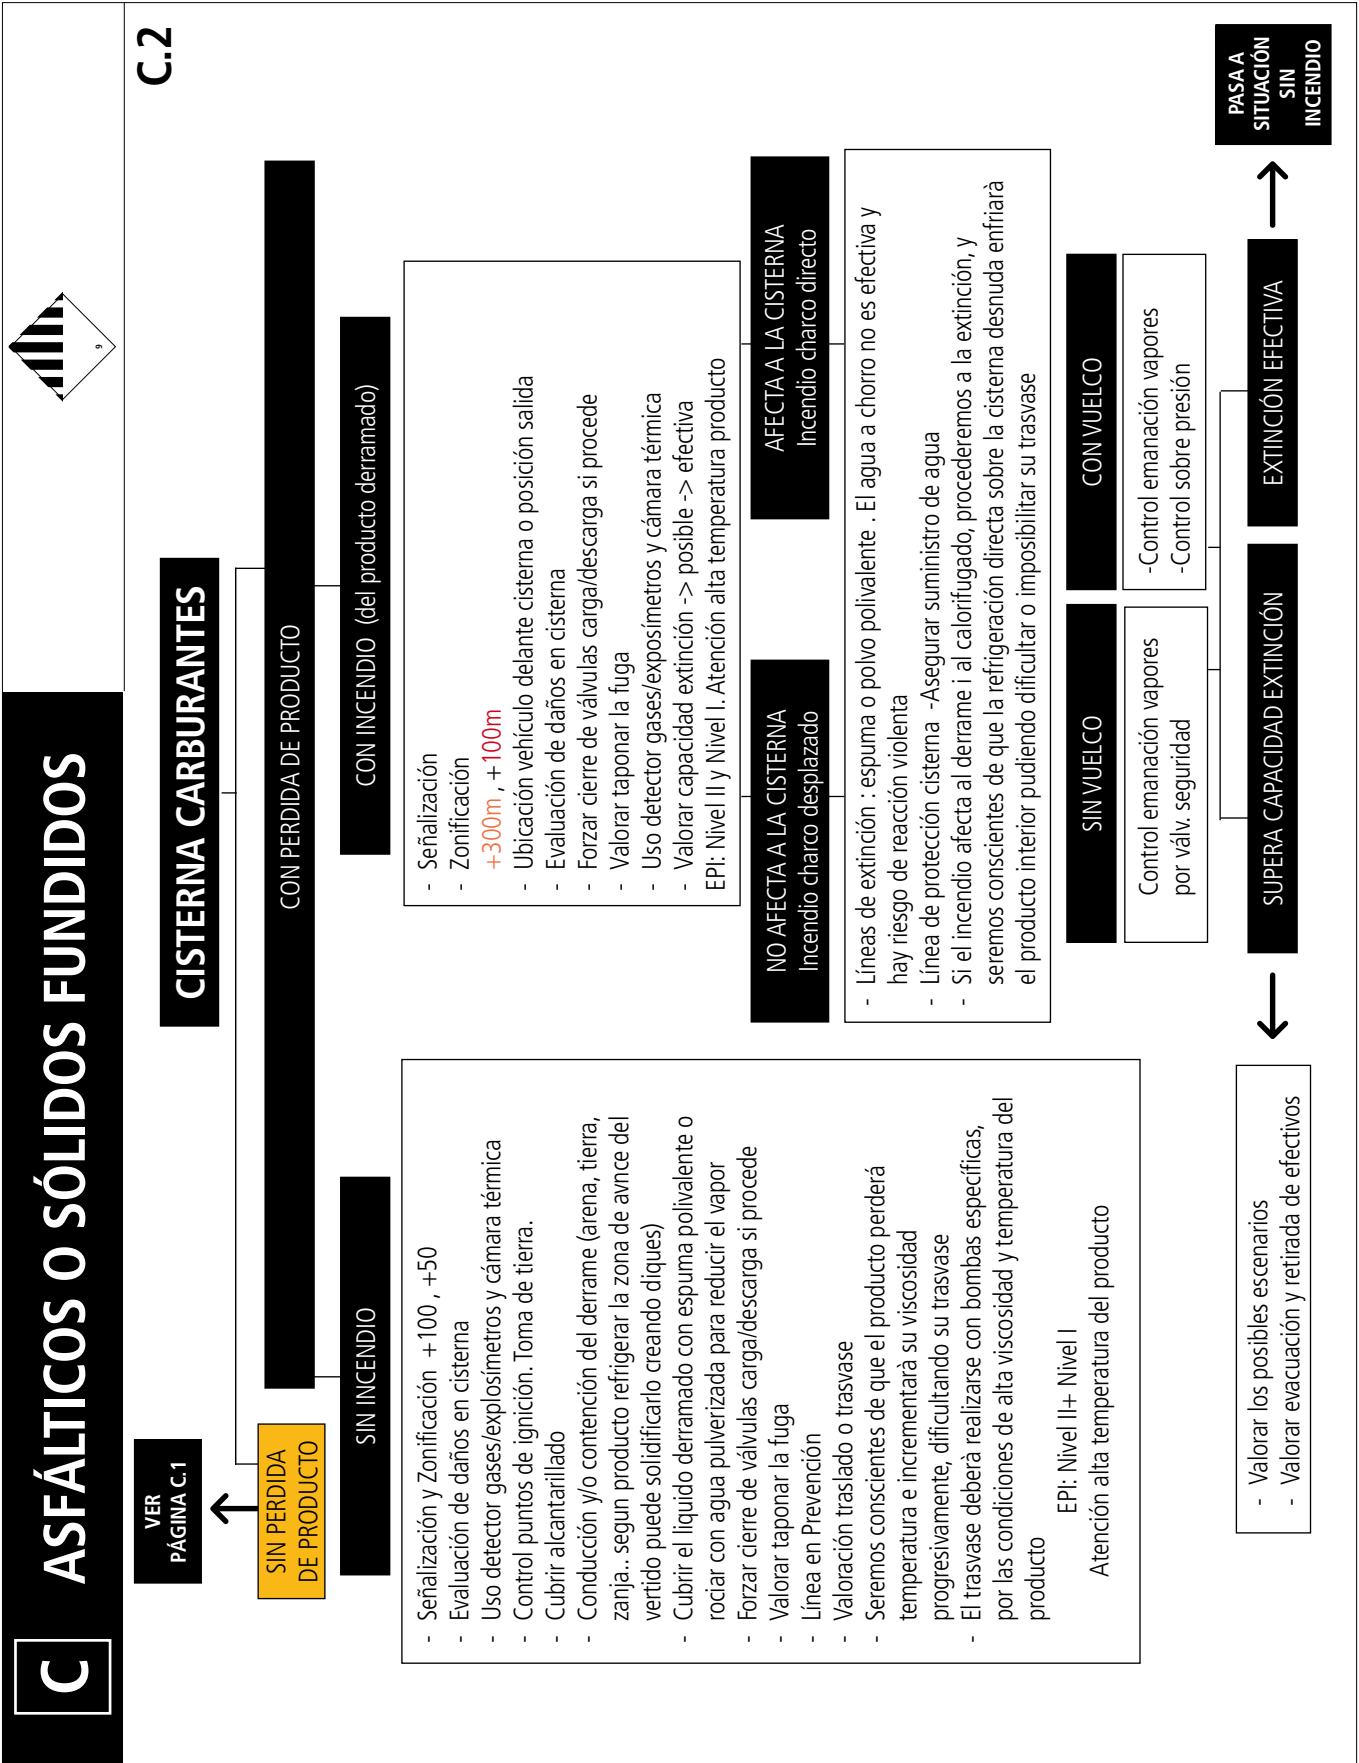 C
ASFÁLTICOS O SÓLIDOS FUNDIDOS
9
C.2
CISTERNA CARBURANTES
VER
PÁGINA C.1
SIN PERDIDA
DE PRODUCTO
CON PERDIDA DE PRODUCTO
SIN INCENDIO
- Señalización y Zonificación +100 , +50
- Evaluación de daños en cisterna
- Uso detector gases/explosímetros y cámara térmica
- Control puntos de ignición. Toma de tierra.
- Cubrir alcantarillado
- Conducción y/o contención del derrame (arena, tierra,
zanja.. segun producto refrigerar la zona de avnce del
vertido puede solidificarlo creando diques)
- Cubrir el liquido derramado con espuma polivalente o
rociar con agua pulverizada para reducir el vapor
- Forzar cierre de válvulas carga/descarga si procede
- Valorar taponar la fuga
- Línea en Prevención
- Valoración traslado o trasvase
- Seremos conscientes de que el producto perderá
temperatura e incrementarà su viscosidad
progresivamente, dificultando su trasvase
- El trasvase deberà realizarse con bombas específicas,
por las condiciones de alta viscosidad y temperatura del
producto
EPI: Nivel II+ Nivel I
Atención alta temperatura del producto
CON INCENDIO (del producto derramado)
- Señalización
- Zonificación
+300m , +100m
- Ubicación vehículo delante cisterna o posición salida
- Evaluación de daños en cisterna
- Forzar cierre de válvulas carga/descarga si procede
- Valorar taponar la fuga
- Uso detector gases/exposímetros y cámara térmica
- Valorar capacidad extinción -> posible -> efectiva
EPI: Nivel II y Nivel I. Atención alta temperatura producto
NO AFECTA A LA CISTERNA
Incendio charco desplazado
AFECTA A LA CISTERNA
Incendio charco directo
- Líneas de extinción : espuma o polvo polivalente . El agua a chorro no es efectiva y
hay riesgo de reacción violenta
- Línea de protección cisterna -Asegurar suministro de agua
- Si el incendio afecta al derrame i al calorifugado, procederemos a la extinción, y
seremos conscientes de que la refrigeración directa sobre la cisterna desnuda enfriarà
el producto interior pudiendo dificultar o imposibilitar su trasvase
SIN VUELCO
Control emanación vapores
por válv. seguridad
CON VUELCO
-Control emanación vapores
-Control sobre presión
SUPERA CAPACIDAD EXTINCIÓN
EXTINCIÓN EFECTIVA
- Valorar los posibles escenarios
- Valorar evacuación y retirada de efectivos
PASA A
SITUACIÓN
SIN
INCENDIO